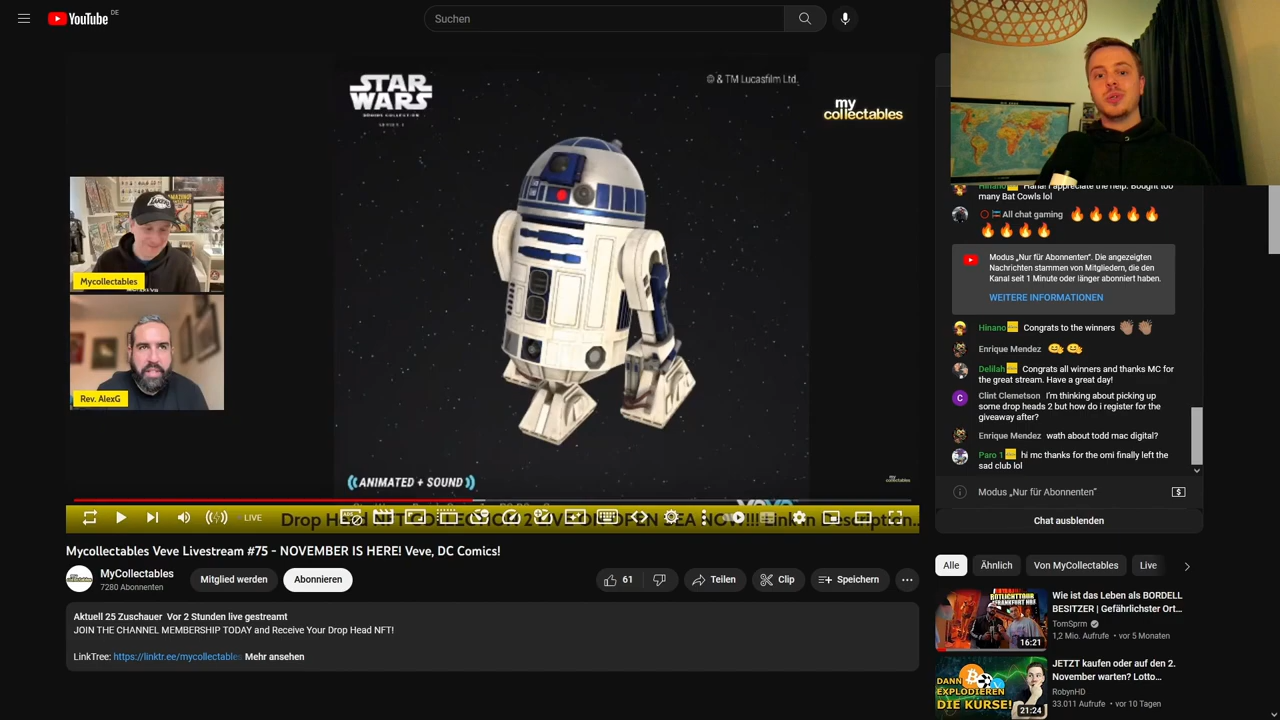 YouTube
DE
Suchen
STAR
WARS
© & TM Lucasfilm Ltd.
my
collectables
Mycollectables
Rev. AlexG
ANIMATED + SOUND
LIVE
Drop
Mycollectables Veve Livestream #75 - NOVEMBER IS HERE! Veve, DC Comics!
MyCollectables
7280 Abonnenten
Mitglied werden
Abonnieren
61
Teilen
Clip
Speichern
Aktuell 25 Zuschauer Vor 2 Stunden live gestreamt
JOIN THE CHANNEL MEMBERSHIP TODAY and Receive Your Drop Head NFT!
LinkTree: https://linktr.ee/mycollectables Mehr ansehen
Hinano Haha! I appreciate the help. Bought too
many Bat Cowls lol
All chat gaming
Modus „Nur für Abonnenten“. Die angezeigten
Nachrichten stammen von Mitgliedern, die den
Kanal seit 1 Minute oder länger abonniert haben.
WEITERE INFORMATIONEN
Hinano Congrats to the winners
Enrique Mendez
Delilah Congrats all winners and thanks MC for
the great stream. Have a great day!
C
Clint Clemetson I'm thinking about picking up
some drop heads 2 but how do i register for the
giveaway after?
Enrique Mendez wath about todd mac digital?
Paro 1 hi mc thanks for the omi finally left the
sad club lol
Modus „Nur für Abonnenten“
Chat ausblenden
Alle
Ähnlich
Von MyCollectables
Live
ROTLICHTTOUR
FRANKFURT HBF
16:21
Wie ist das Leben als BORDELL
BESITZER | Gefährlichster Ort...
TomSprm
1,2 Mio. Aufrufe • vor 5 Monaten
DANN
EXPLODIEREN
DIE KURSE!
21:24
JETZT kaufen oder auf den 2.
November warten? Lotto...
RobynHD
33.011 Aufrufe • vor 10 Tagen